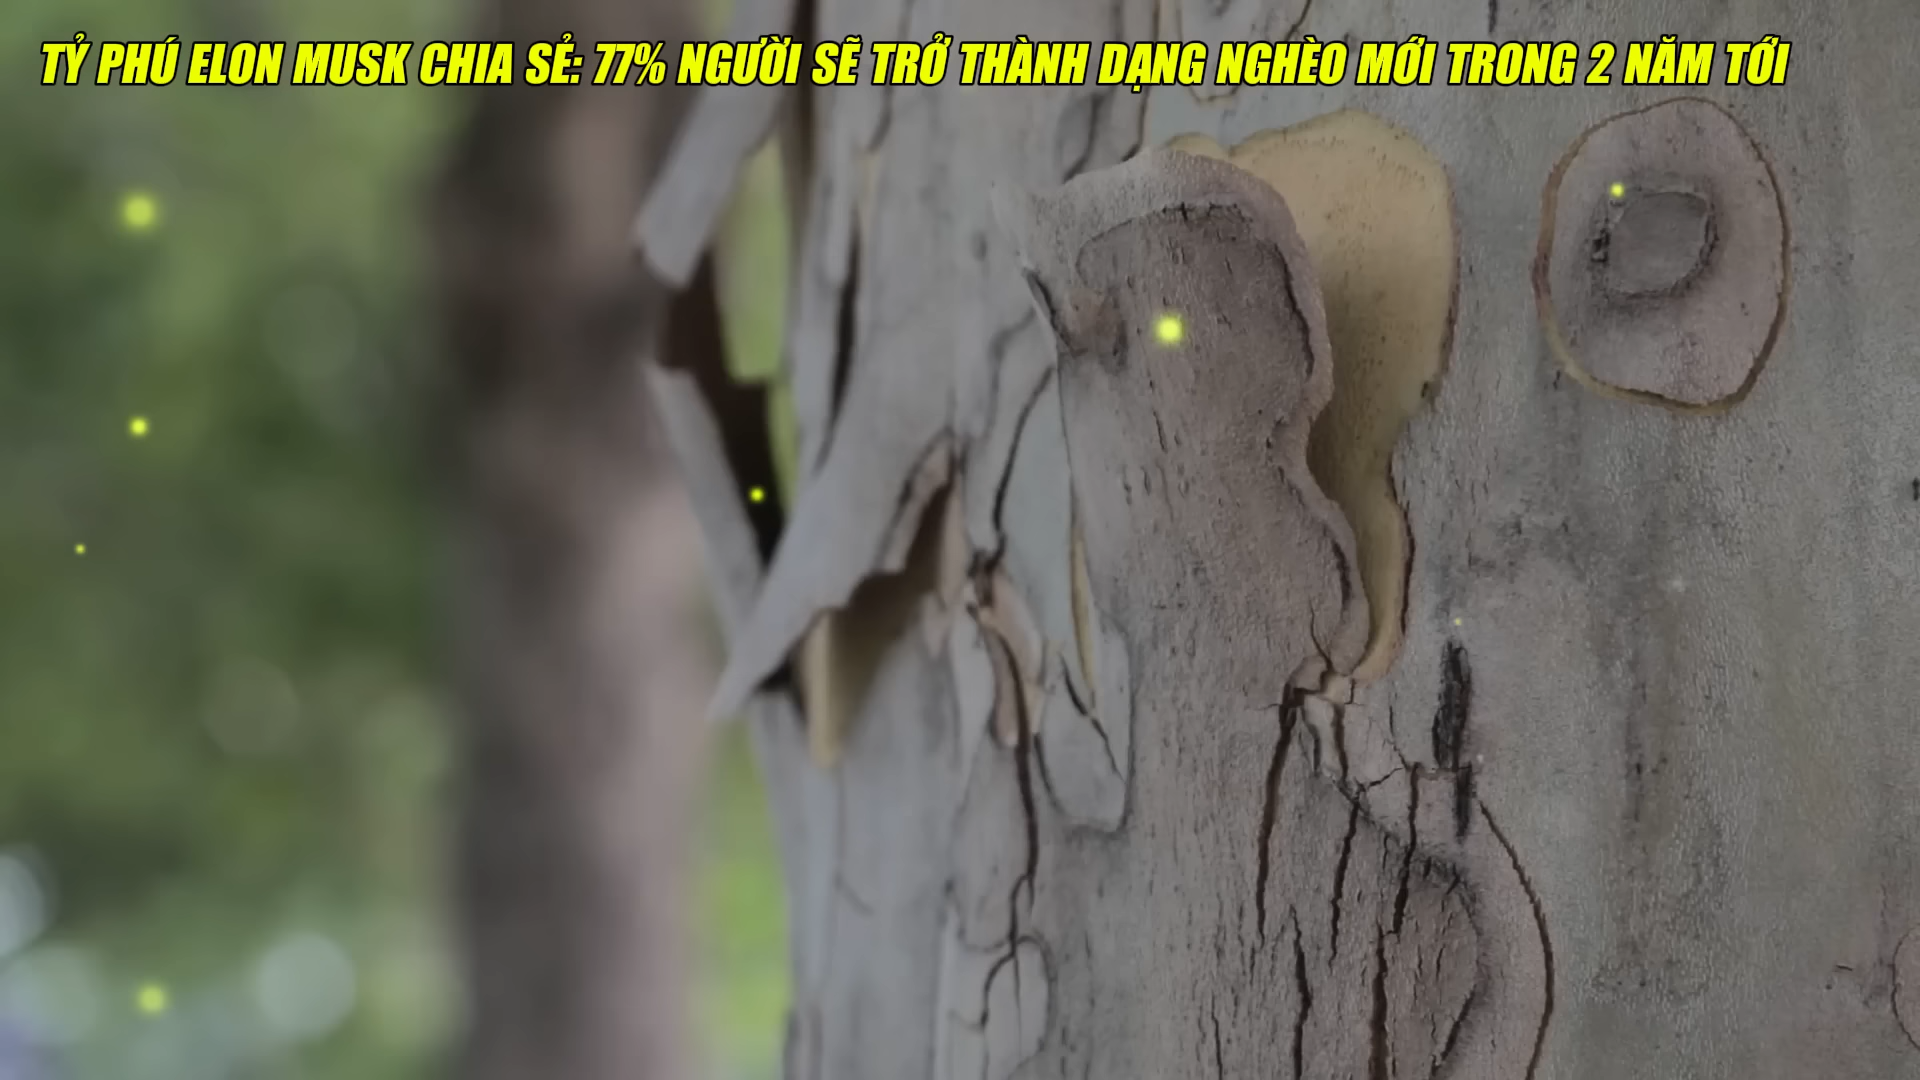 TỶ PHÚ ELON MUSK CHIA SẺ: 77% NGƯỜI SẼ TRỞ THÀNH DẠNG NGHÈO MỚI TRONG 2 NĂM TỚI